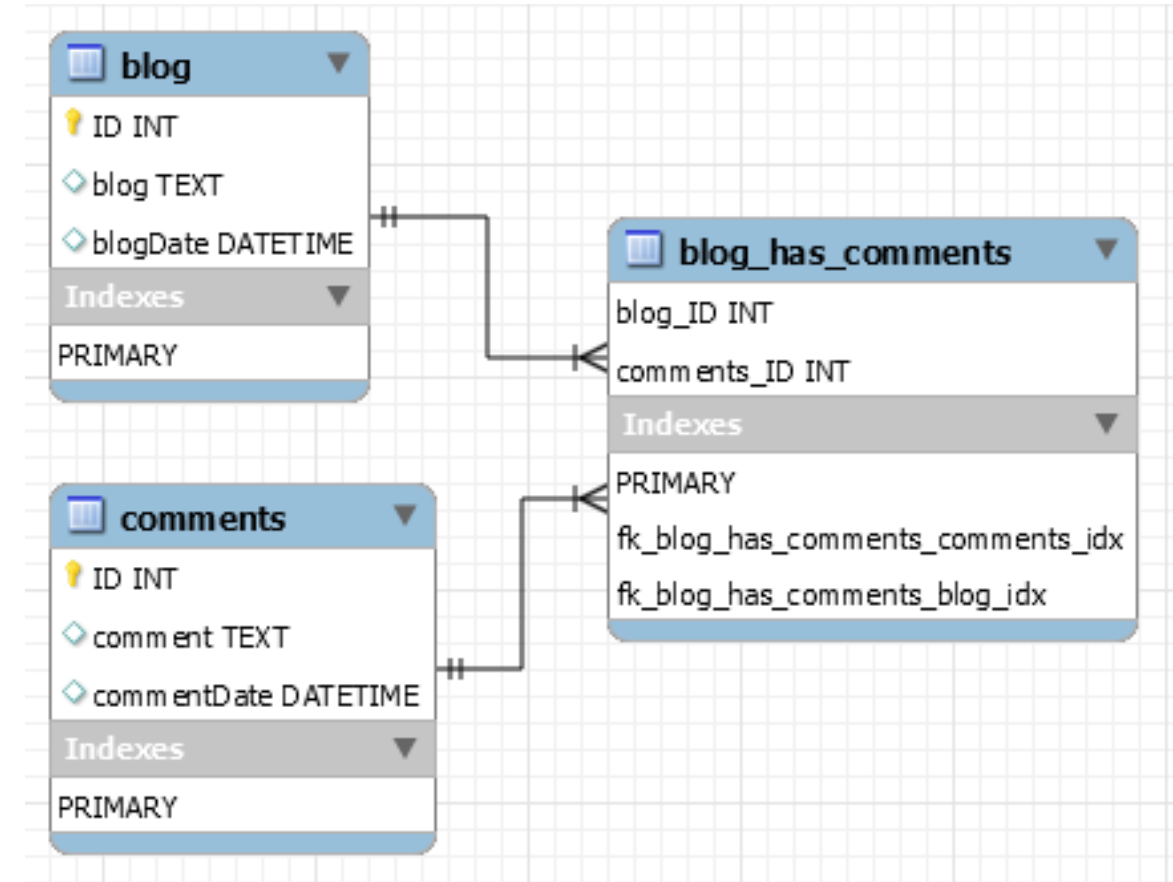 blog
ID INT
blog TEXT
blogDate DATETIME
Indexes
PRIMARY
blog_has_comments
blog_ID INT
comments_ID INT
Indexes
PRIMARY
fk_blog_has_comments_comments_idx
fk_blog_has_comments_blog_idx
comments
ID INT
comment TEXT
commentDate DATETIME
Indexes
PRIMARY